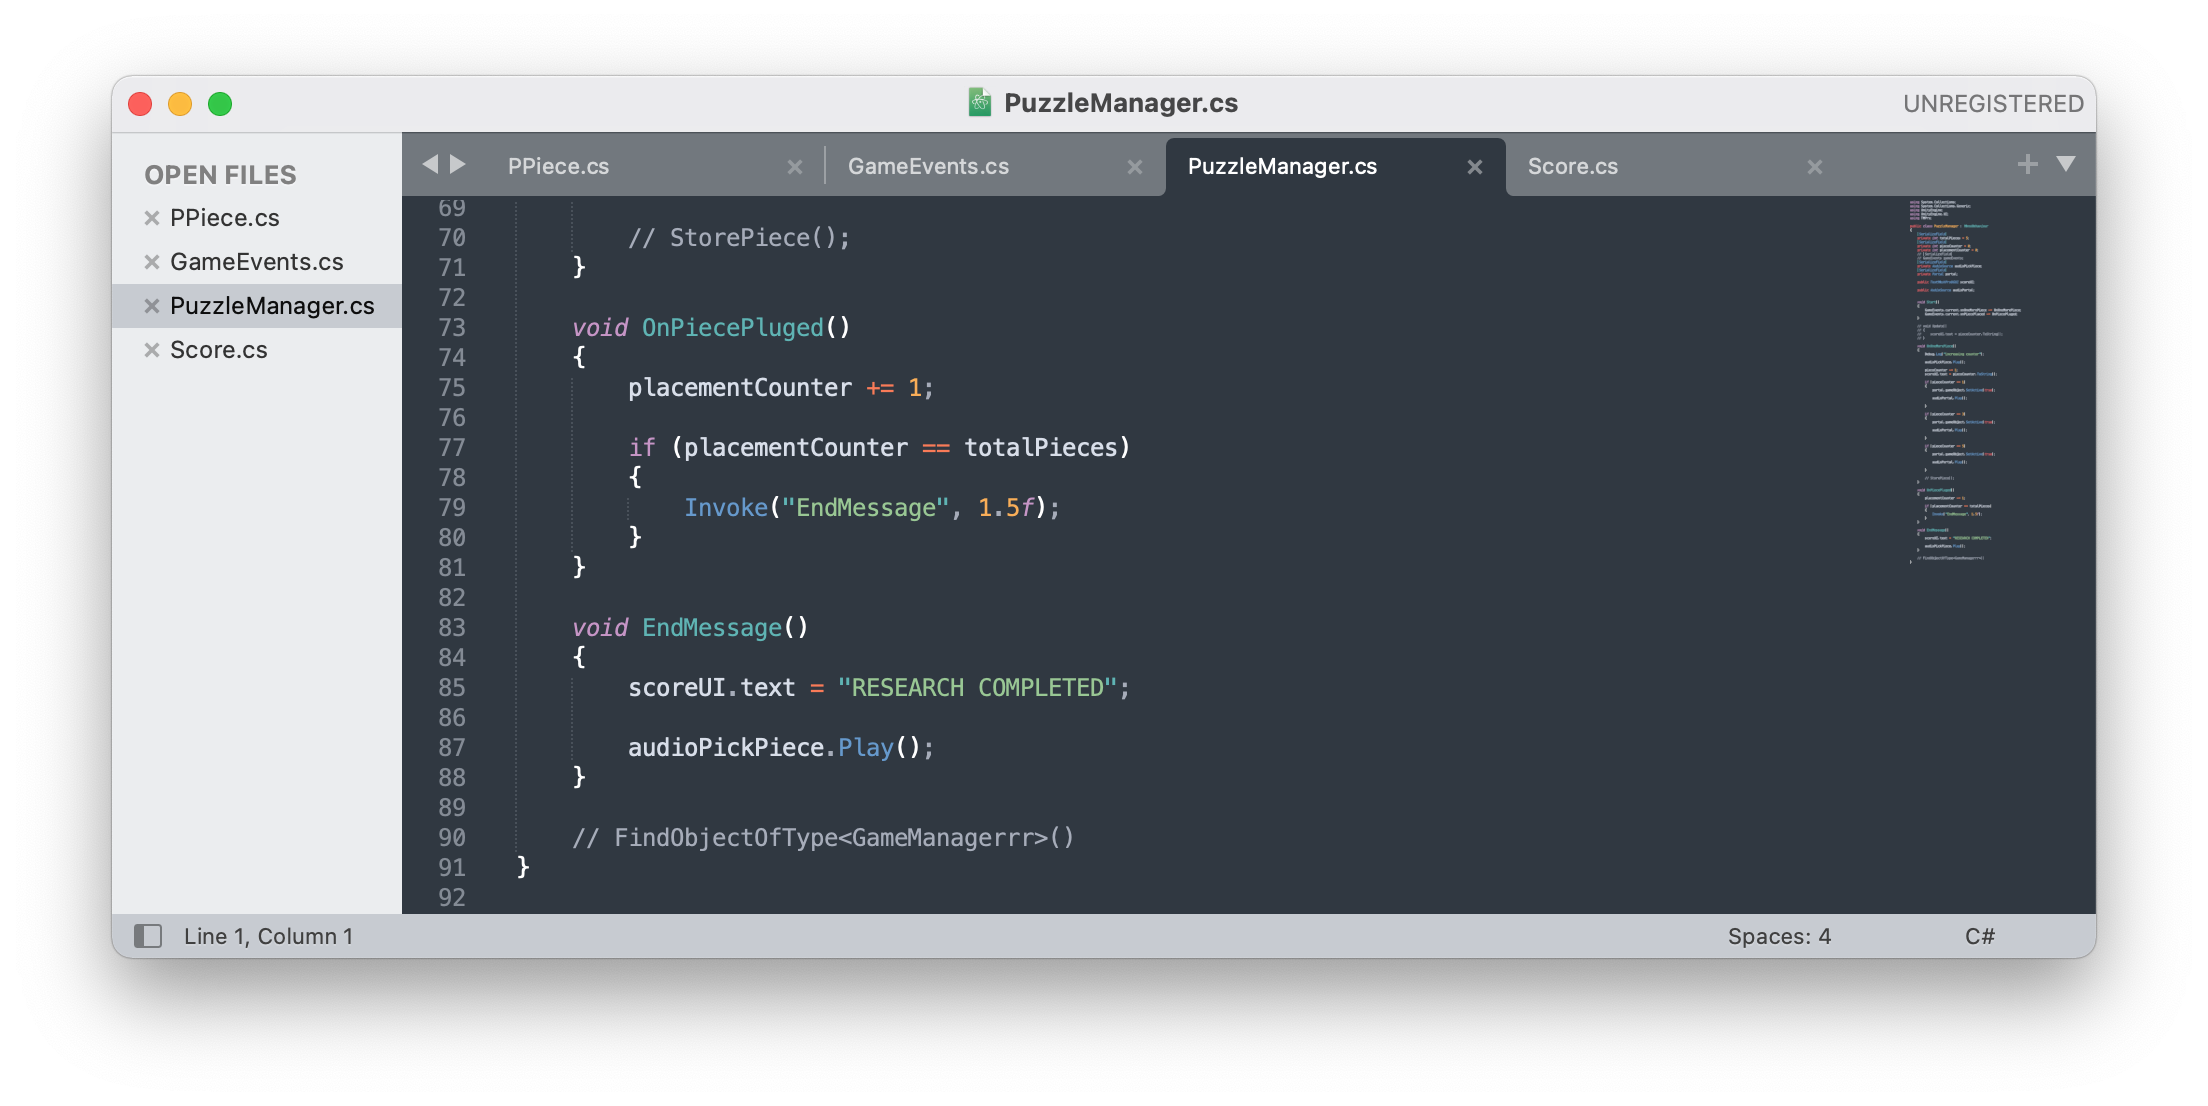 PuzzleManager.cs
UNREGISTERED
OPEN FILES
PPiece.cs
GameEvents.cs
PuzzleManager.cs
Score.cs
PPiece.cs
GameEvents.cs
PuzzleManager.cs
Score.cs
69
70 // StorePiece();
71 }
72
73 void OnPiecePluged()
74 {
75 placementCounter += 1;
76
77 if (placementCounter == totalPieces)
78 {
79 Invoke("EndMessage", 1.5f);
80 }
81 }
82
83 void EndMessage()
84 {
85 scoreUI.text = "RESEARCH COMPLETED";
86
87 audioPickPiece.Play();
88 }
89
90 // FindObjectOfType<GameManagerrr>()
91 }
92
Line 1, Column 1
Spaces: 4
C#